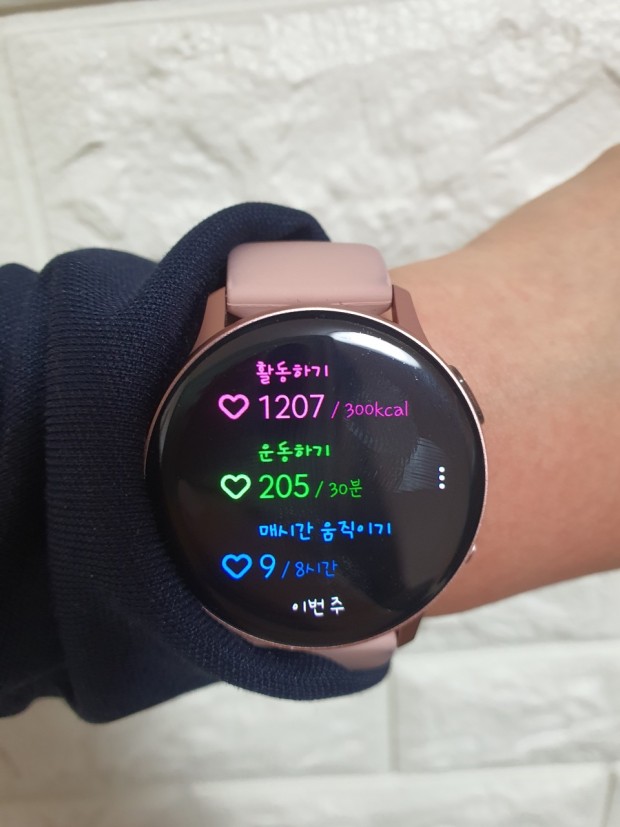 활동하기
1207 / 300kcal
운동하기
205 / 30분
매시간 움직이기
9 / 8시간
이번 주